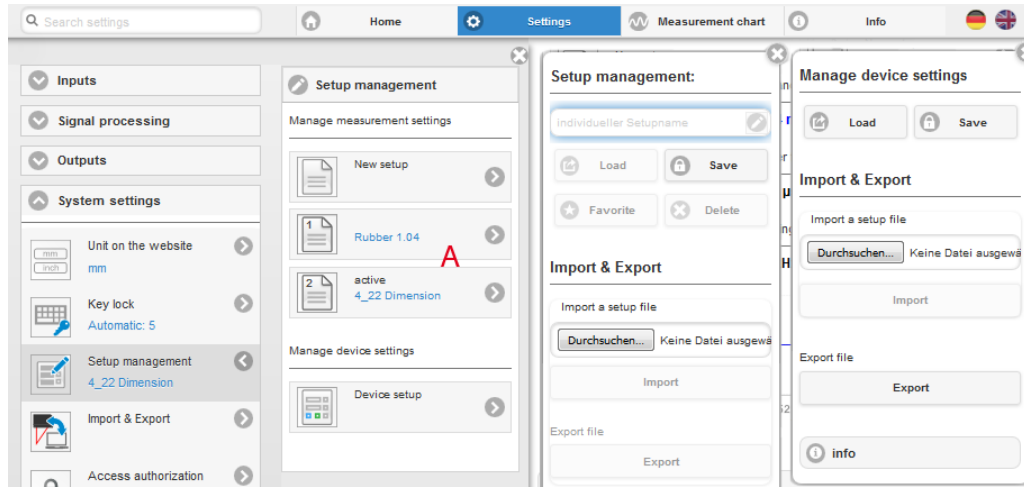 Search settings
Home
Settings
Measurement chart
Info
Inputs
Signal processing
Outputs
System settings
Unit on the website
mm
inch
mm
Key lock
Automatic: 5
Setup management
4_22 Dimension
Import & Export
Access authorization
Setup management
Manage measurement settings
New setup
1
Rubber 1.04
A
2
active
4_22 Dimension
Manage device settings
Device setup
Setup management:
individueller Setupname
Load
Save
Favorite
Delete
Import & Export
Import a setup file
Durchsuchen... Keine Datei ausgewä
Import
Export file
Export
Manage device settings
Load
Save
Import & Export
Import a setup file
Durchsuchen... Keine Datei ausgewä
Import
Export file
Export
info